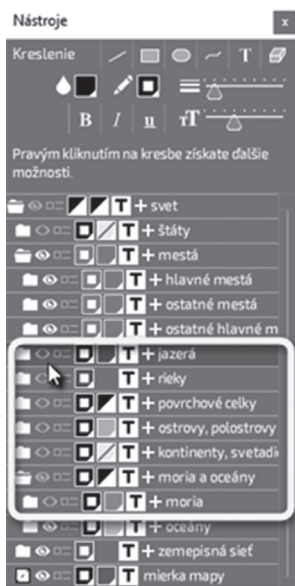 Nástroje x
Kreslenie T
B I u TT
Pravým kliknutím na kresbe získate ďalšie
možnosti.
T + svet
T + štáty
T + mestá
T + hlavné mestá
T + ostatné mestá
T + ostatné hlavné m
T + jazerá
T + rieky
T + povrchové celky
T + ostrovy, polostrovy
T + kontinenty, svetadi
T + moria a oceány
T + moria
T + oceány
T + zemepisná sieť
T mierka mapy